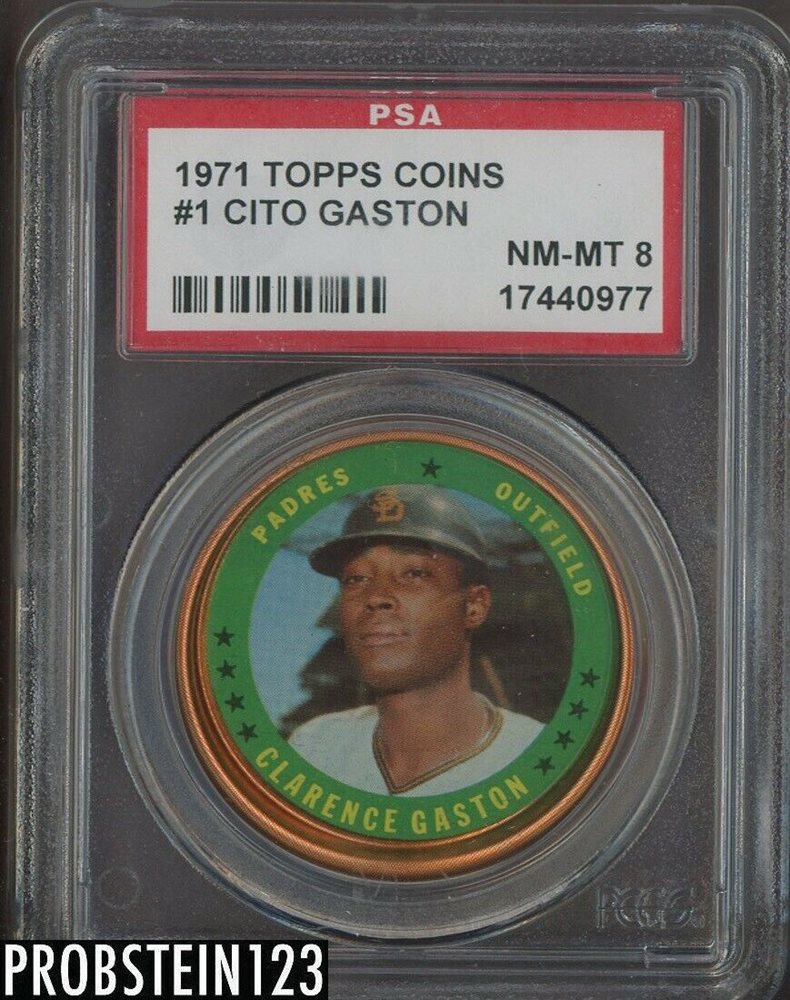 PSA
1971 TOPPS COINS
#1 CITO GASTON
NM-MT 8
17440977
PADRES
OUTFIELD
SD
CLARENCE GASTON
PROBSTEIN123